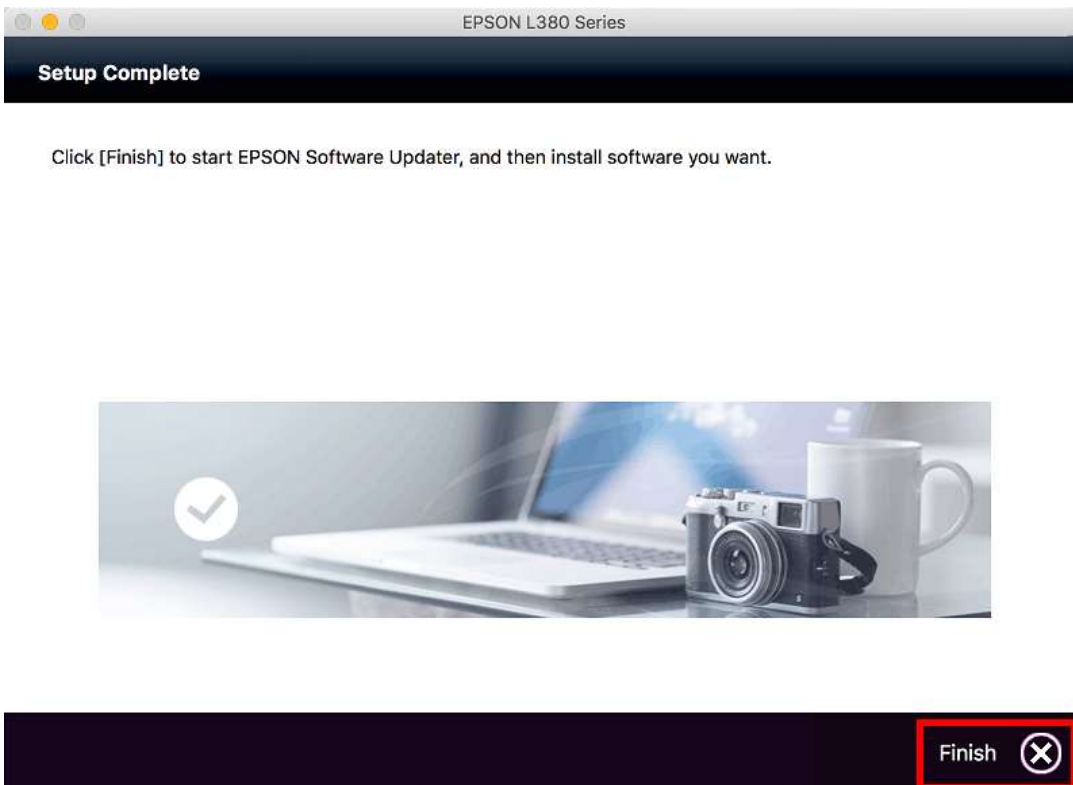 EPSON L380 Series
Setup Complete
Click [Finish] to start EPSON Software Updater, and then install software you want.
Finish